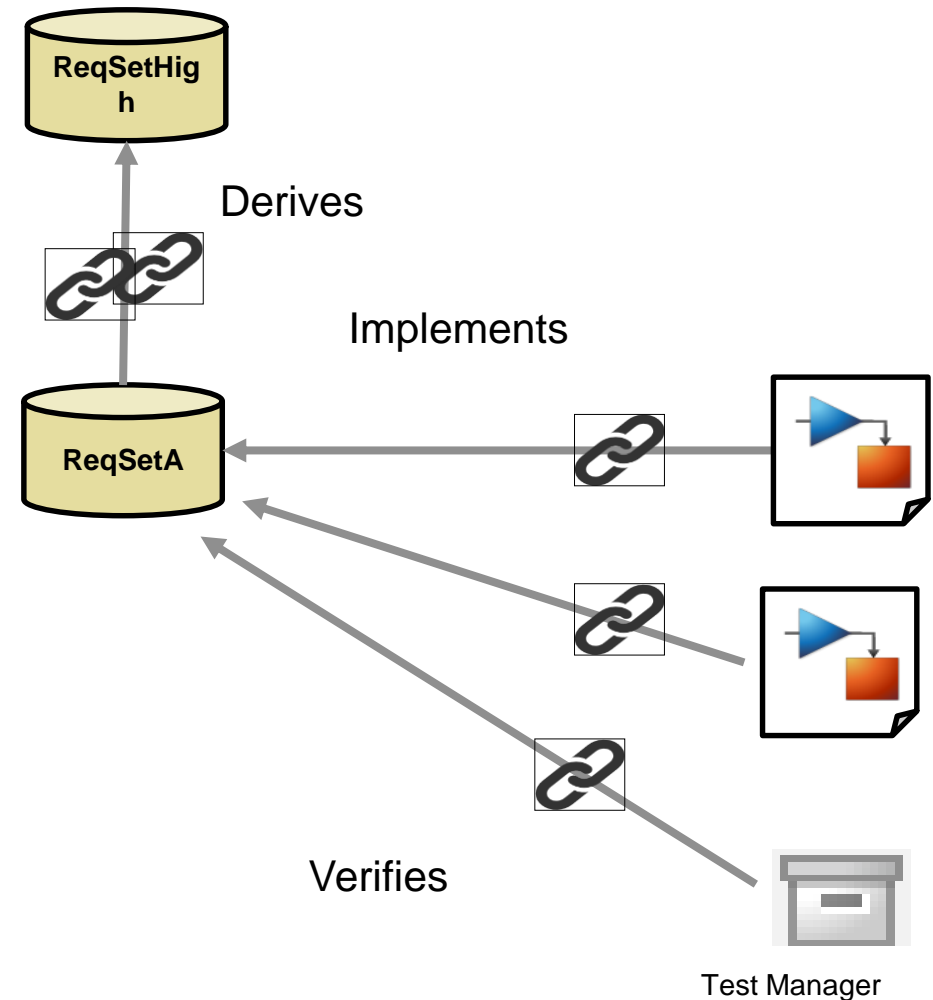 ReqSetHig
h
Derives
Implements
ReqSetA
Verifies
Test Manager